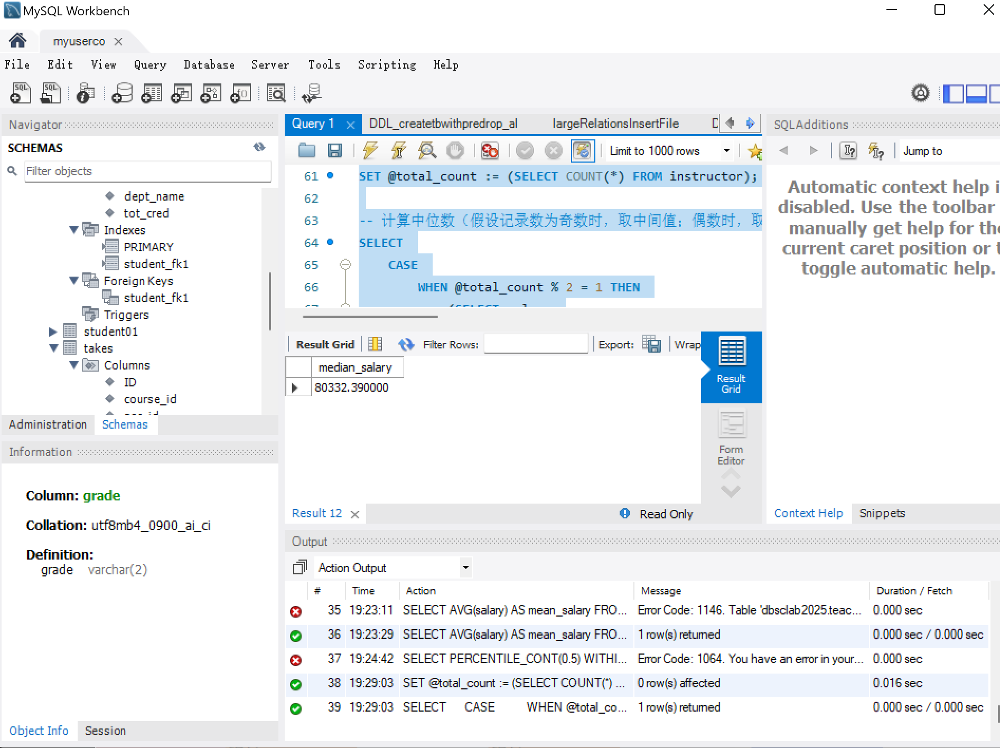 MySQL Workbench
myuserco
File Edit View Query Database Server Tools Scripting Help
Navigator
SCHEMAS
Filter objects
dept_name
tot_cred
Indexes
PRIMARY
student_fk1
Foreign Keys
student_fk1
Triggers
student01
takes
Columns
ID
course_id
Administration Schemas
Information
Column: grade
Collation: utf8mb4_0900_ai_ci
Definition:
grade varchar(2)
Object Info Session
Query 1 DDL_createtbwithpredrop_al largeRelationsInsertFile
Limit to 1000 rows
61 SET @total_count := (SELECT COUNT(*) FROM instructor);
62
63 -- 计算中位数（假设记录数为奇数时，取中间值；偶数时，取
64 SELECT
65 CASE
66 WHEN @total_count % 2 = 1 THEN
Result Grid Filter Rows: Export: Wrap
median_salary
80332.390000
Result
Grid
Form
Editor
Result 12 Read Only
SQLAdditions
Jump to
Automatic context help i
disabled. Use the toolbar
manually get help for the
current caret position or t
toggle automatic help.
Context Help Snippets
Output
Action Output
# Time Action Message Duration / Fetch
35 19:23:11 SELECT AVG(salary) AS mean_salary FRO... Error Code: 1146. Table 'dbsclab2025.teac... 0.000 sec
36 19:23:29 SELECT AVG(salary) AS mean_salary FRO... 1 row(s) returned 0.000 sec / 0.000 sec
37 19:24:42 SELECT PERCENTILE_CONT(0.5) WITHI... Error Code: 1064. You have an error in your... 0.000 sec
38 19:29:03 SET @total_count := (SELECT COUNT(*) ... 0 row(s) affected 0.016 sec
39 19:29:03 SELECT CASE WHEN @total_co... 1 row(s) returned 0.000 sec / 0.000 sec